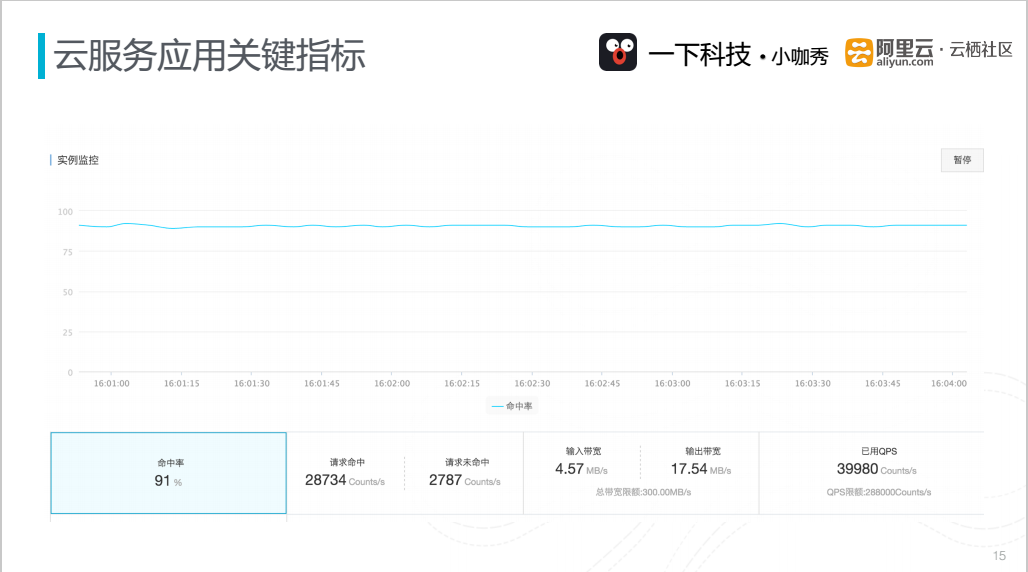 云服务应用关键指标
一下科技·小咖秀
阿里云
aliyun.com
·云栖社区
实例监控
暂停
100
75
50
25
0
16:01:00 16:01:15 16:01:30 16:01:45 16:02:00 16:02:15 16:02:30 16:02:45 16:03:00 16:03:15 16:03:30 16:03:45 16:04:00
命中率
命中率
91 %
请求命中
28734 Counts/s
请求未命中
2787 Counts/s
输入带宽
4.57 MB/s
输出带宽
17.54 MB/s
总带宽限额:300.00MB/s
已用QPS
39980 Counts/s
QPS限额:288000Counts/s
15